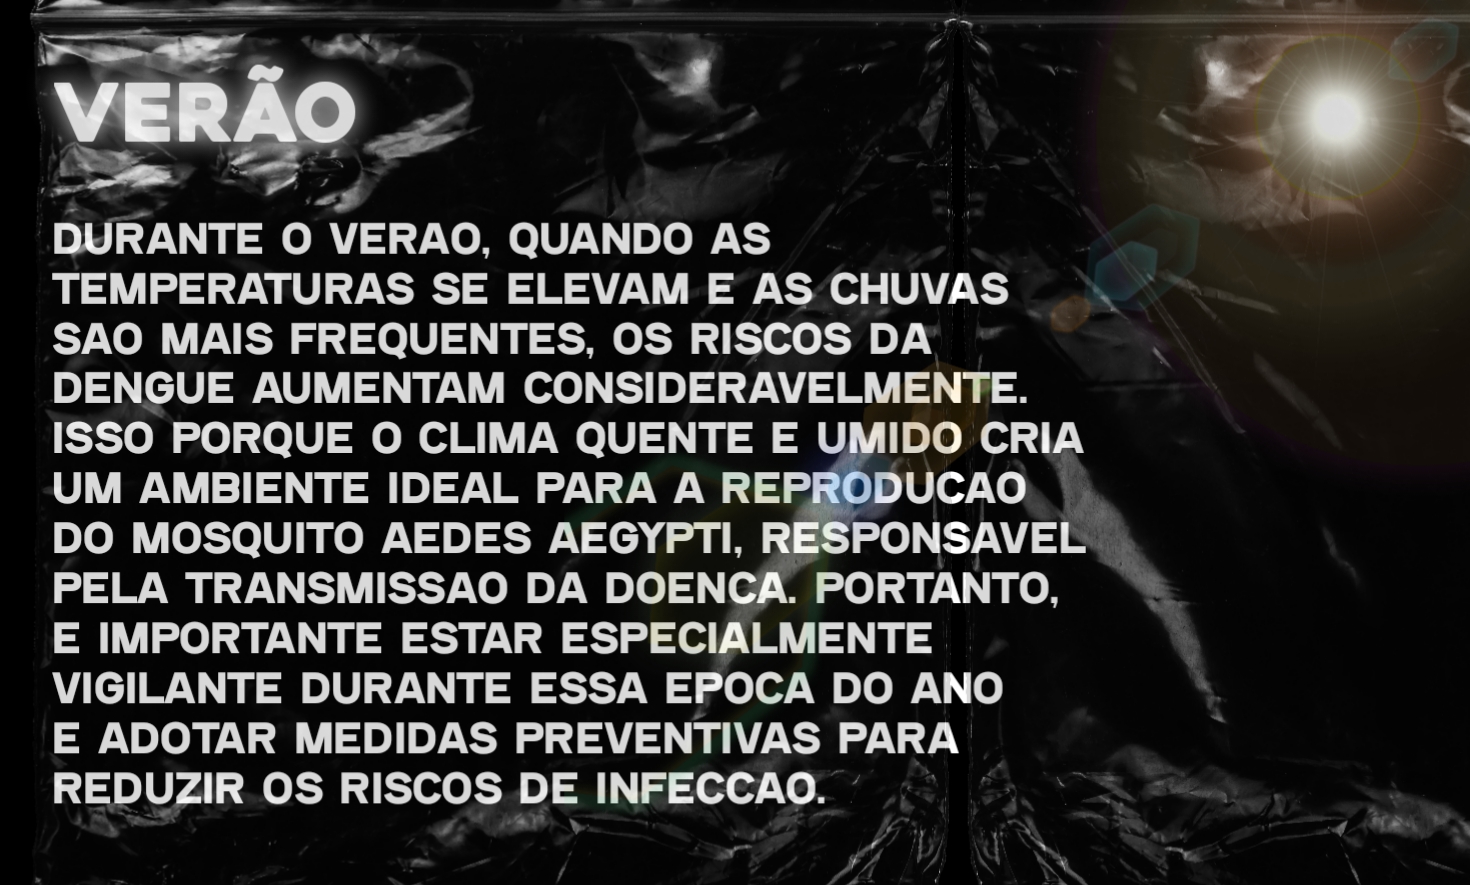 VERÃO
DURANTE O VERAO, QUANDO AS
TEMPERATURAS SE ELEVAM E AS CHUVAS
SAO MAIS FREQUENTES, OS RISCOS DA
DENGUE AUMENTAM CONSIDERAVELMENTE.
ISSO PORQUE O CLIMA QUENTE E UMIDO CRIA
UM AMBIENTE IDEAL PARA A REPRODUCAO
DO MOSQUITO AEDES AEGYPTI, RESPONSAVEL
PELA TRANSMISSAO DA DOENCA. PORTANTO,
E IMPORTANTE ESTAR ESPECIALMENTE
VIGILANTE DURANTE ESSA EPOCA DO ANO
E ADOTAR MEDIDAS PREVENTIVAS PARA
REDUZIR OS RISCOS DE INFECCAO.